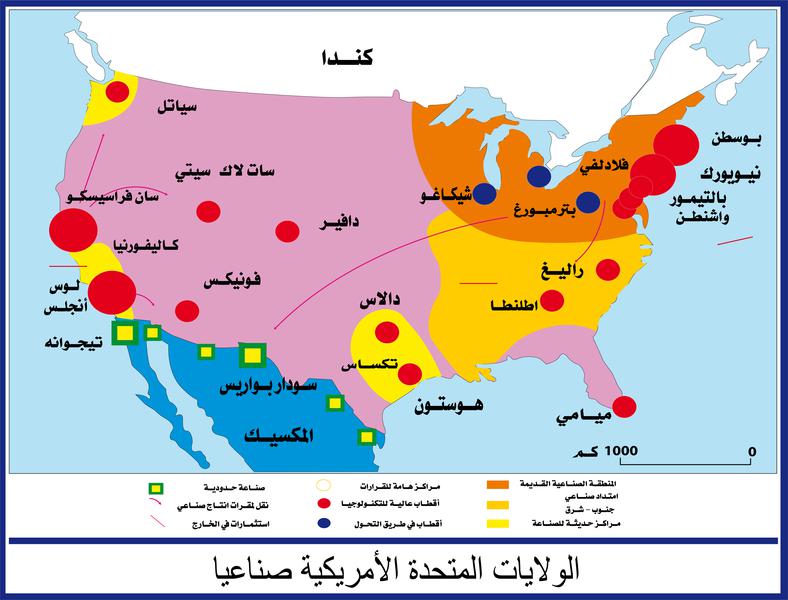 كندا
سياتل
بوسطن
سات لاك سيتي
فلادلفي
نيويورك
سان فراسيسكو
شيكاغو
بالتيمور
واشنطن
بترمبورغ
دافير
كاليفورنيا
راليغ
فونيكس
لوس
أنجلس
دالاس
اطلنطا
تيجوانه
تكساس
سودار بواريس
هوستون
ميامي
المكسيك
1000 كم
0
المنطقة الصناعية القديمة
امتداد صناعي
جنوب - شرق
مراكز حديثة للصناعة
مراكز هامة للقرارات
أقطاب عالية للتكنولوجيا
أقطاب في طريق التحول
صناعة حدودية
نقل لمقرات انتاج صناعي
استثمارات في الخارج
الولايات المتحدة الأمريكية صناعيا